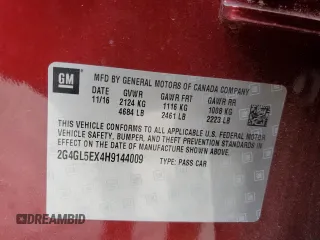 GM
MFD BY GENERAL MOTORS OF CANADA COMPANY
DATE GVWR GAWR FRT GAWR RR
11/16 2124 KG 1116 KG 1008 KG
4684 LB 2461 LB 2223 LB
THIS VEHICLE CONFORMS TO ALL APPLICABLE U.S. FEDERAL MOTOR
VEHICLE SAFETY, BUMPER, AND THEFT PREVENTION STANDARDS
IN EFFECT ON THE DATE OF MANUFACTURE SHOWN ABOVE.
2G4GL5EX4H9144009 TYPE: PASS CAR
DREAMBID